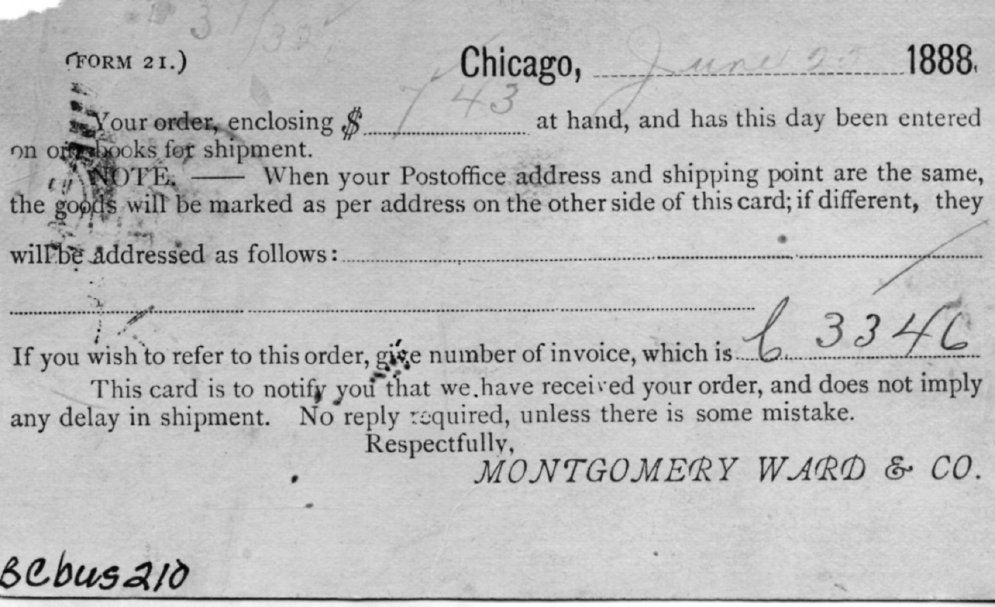 (FORM 21.)
Chicago, June 1888.
Your order, enclosing $ 7 43 at hand, and has this day been entered
on our books for shipment.
NOTE. — When your Postoffice address and shipping point are the same,
the goods will be marked as per address on the other side of this card; if different, they
will be addressed as follows:
If you wish to refer to this order, give number of invoice, which is 6 3346
This card is to notify you that we have received your order, and does not imply
any delay in shipment. No reply required, unless there is some mistake.
Respectfully,
MONTGOMERY WARD & CO.
BCbus210